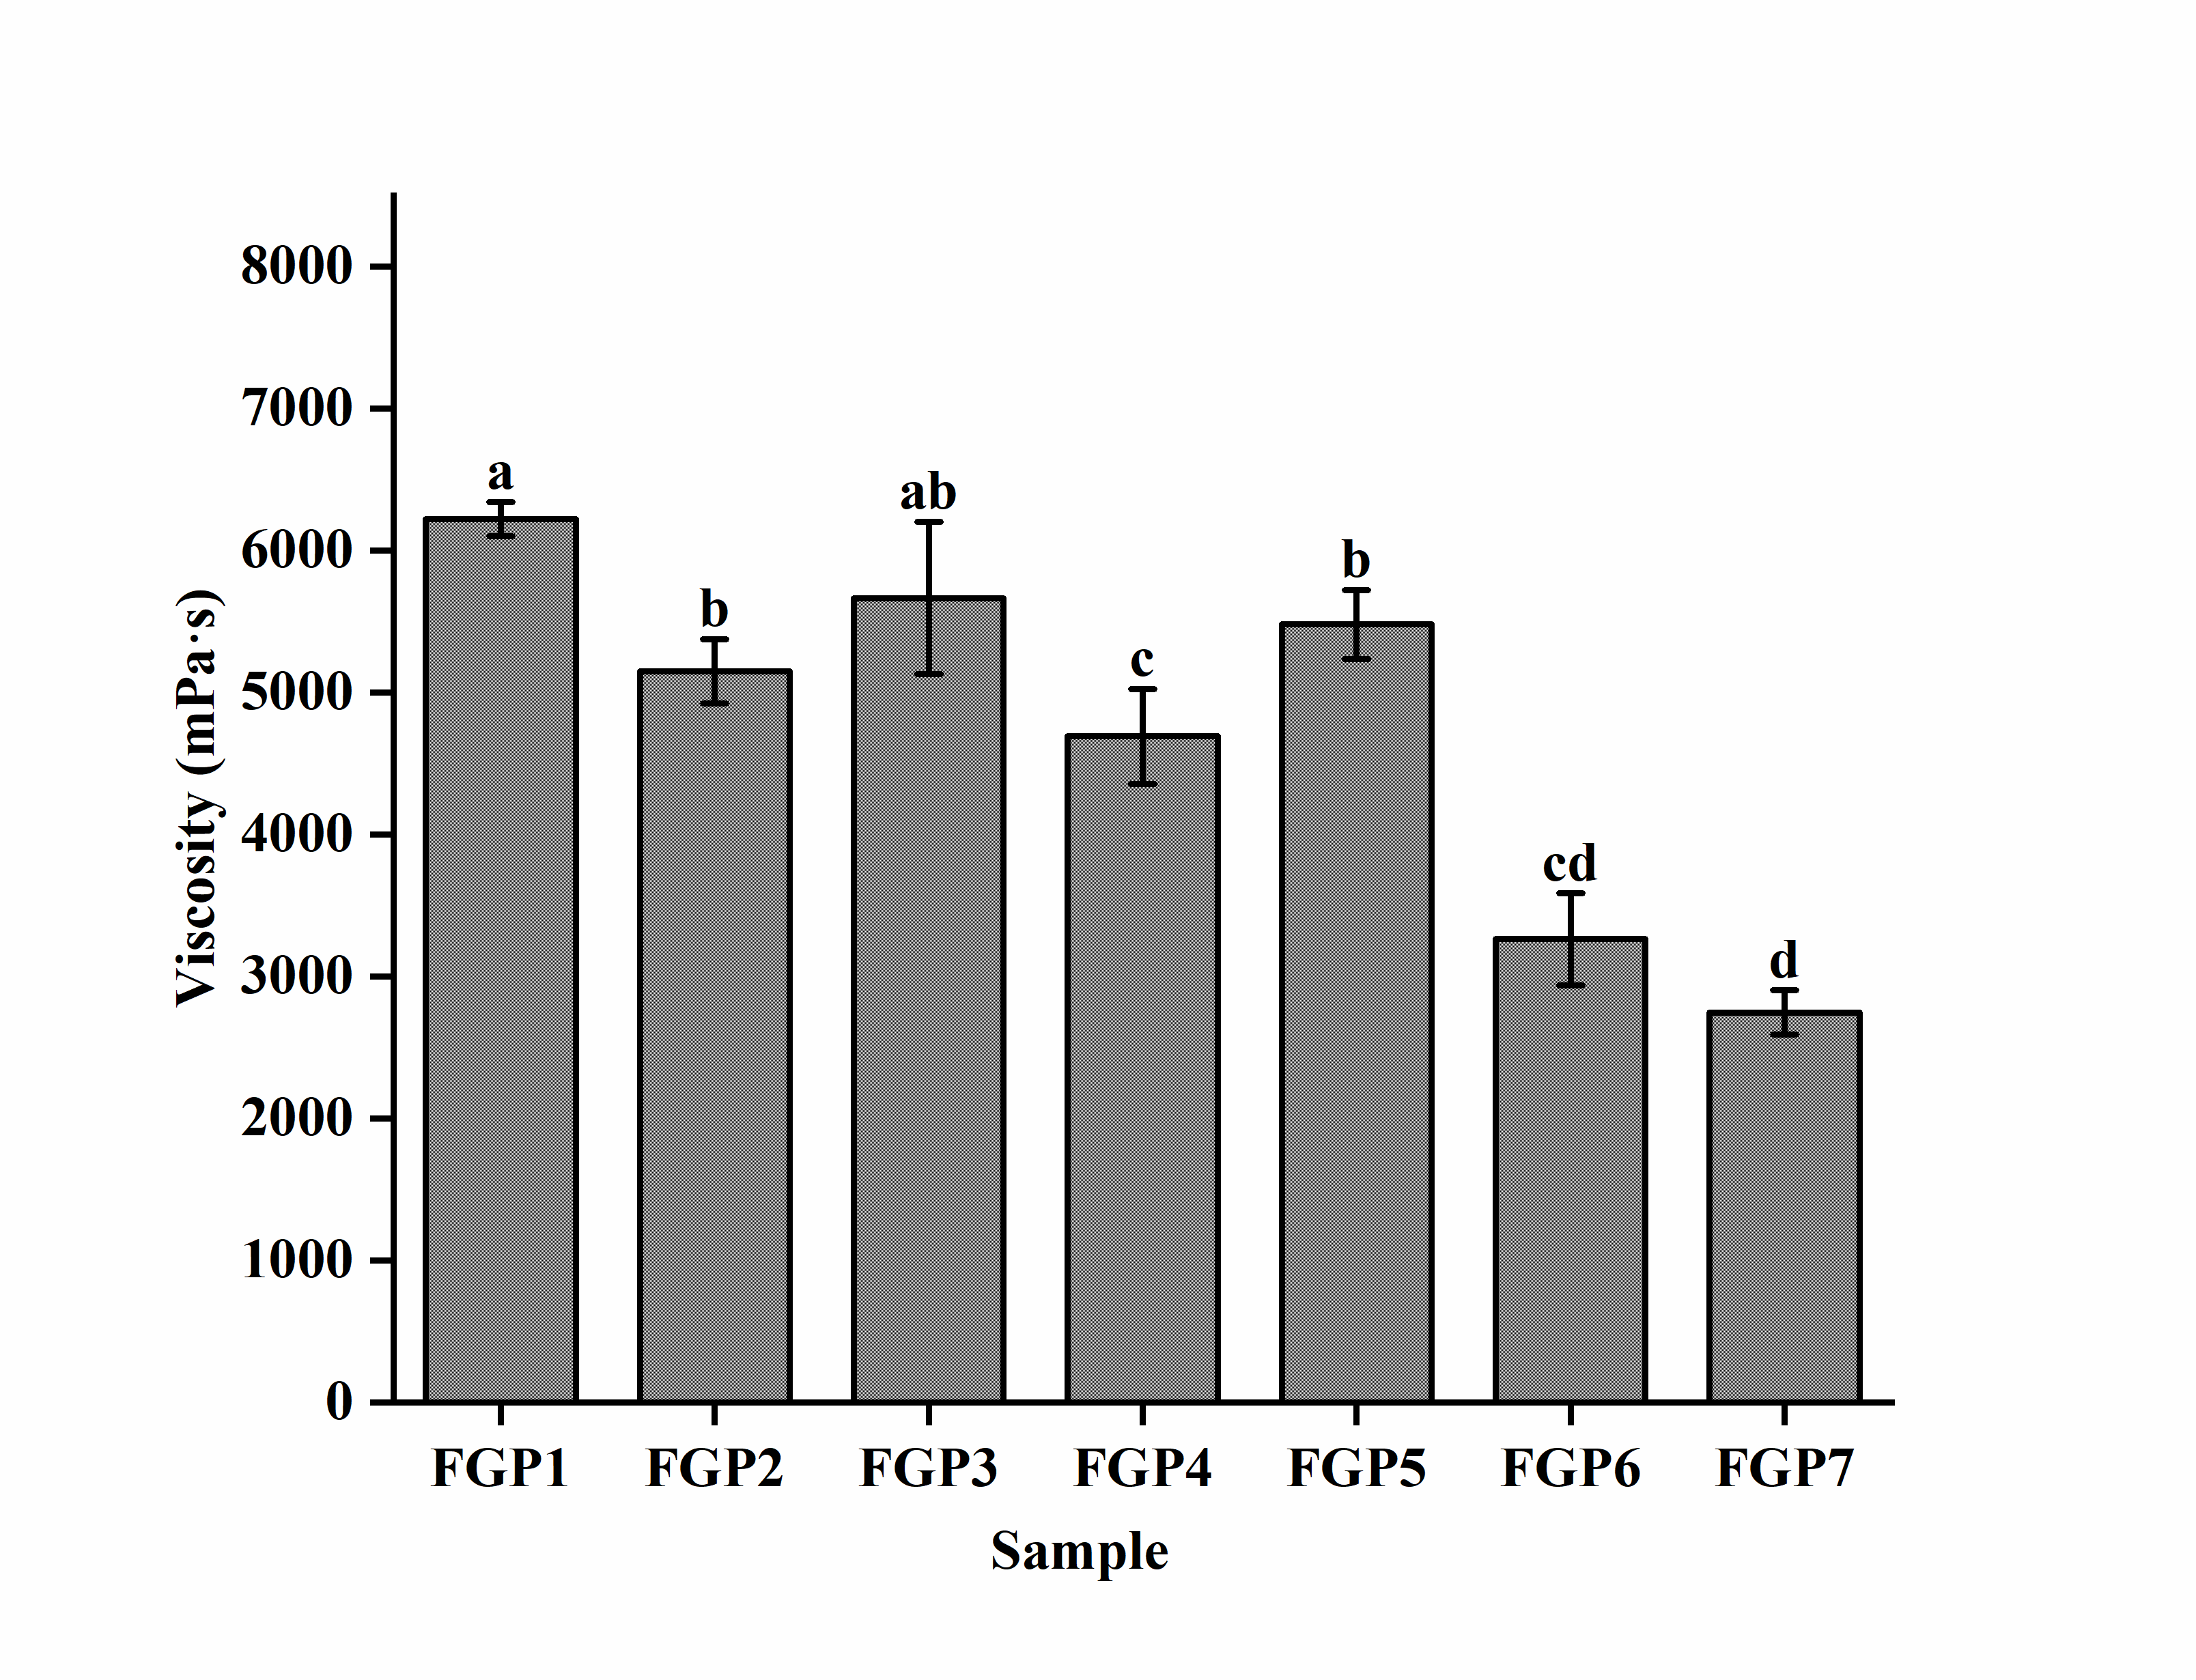 8000
7000
6000
5000
4000
3000
2000
1000
0
Viscosity (mPa·s)
a
b
ab
c
b
cd
d
FGP1 FGP2 FGP3 FGP4 FGP5 FGP6 FGP7
Sample